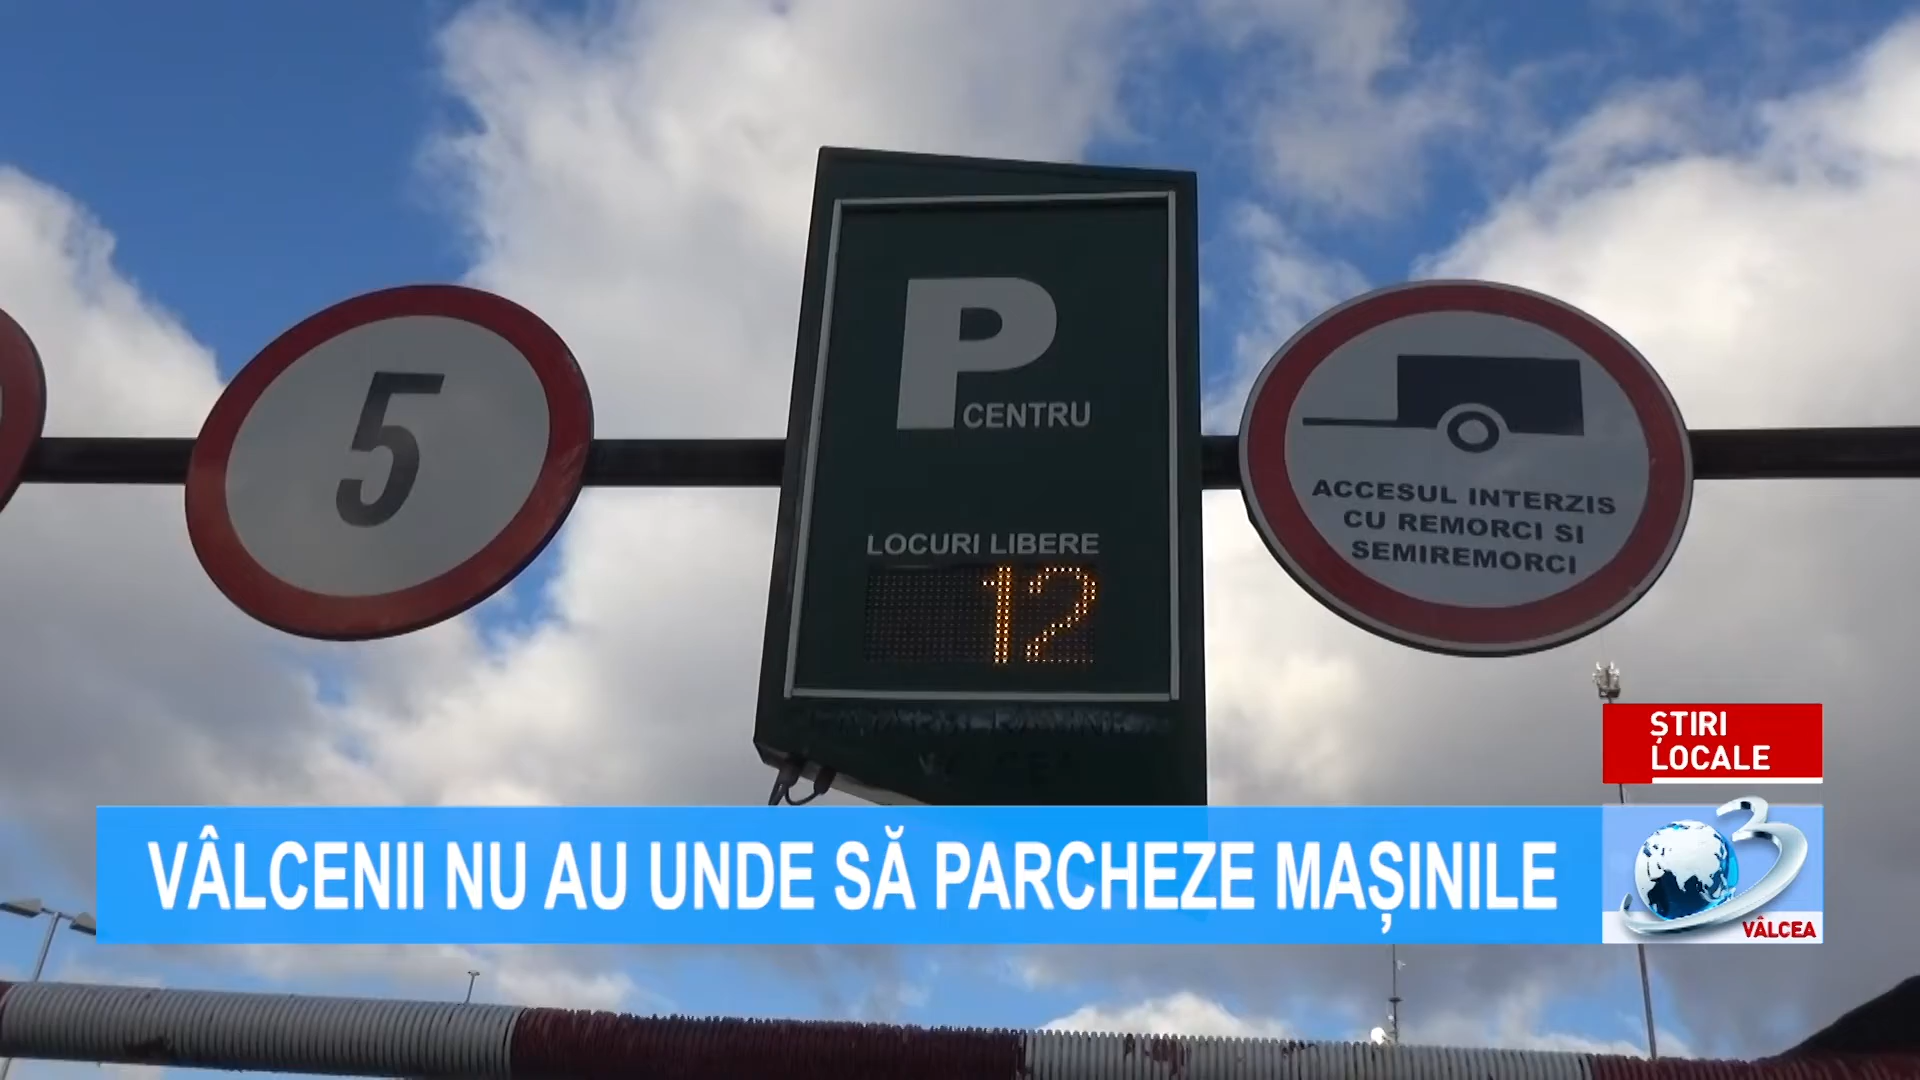 5
P
CENTRU
LOCURI LIBERE
12
ACCESUL INTERZIS
CU REMORCI SI
SEMIREMORCI
ȘTIRI
LOCALE
VÂLCENII NU AU UNDE SĂ PARCHEZE MAȘINILE
3
VÂLCEA